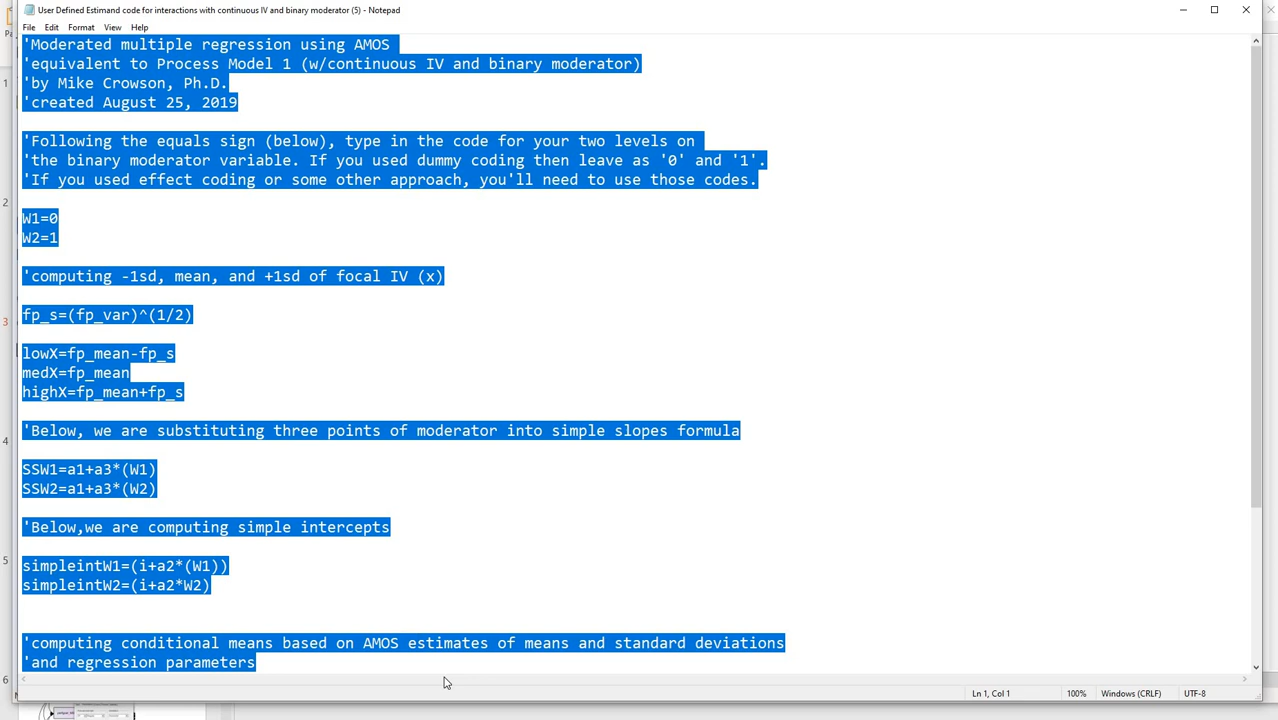 User Defined Estimand code for interactions with continuous IV and binary moderator (5) - Notepad
File Edit Format View Help
'Moderated multiple regression using AMOS
'equivalent to Process Model 1 (w/continuous IV and binary moderator)
'by Mike Crowson, Ph.D.
'created August 25, 2019
'Following the equals sign (below), type in the code for your two levels on
'the binary moderator variable. If you used dummy coding then leave as '0' and '1'.
'If you used effect coding or some other approach, you'll need to use those codes.
W1=0
W2=1
'computing -1sd, mean, and +1sd of focal IV (x)
fp_s=(fp_var)^(1/2)
lowX=fp_mean-fp_s
medX=fp_mean
highX=fp_mean+fp_s
'Below, we are substituting three points of moderator into simple slopes formula
SSW1=a1+a3*(W1)
SSW2=a1+a3*(W2)
'Below,we are computing simple intercepts
simpleintW1=(i+a2*(W1))
simpleintW2=(i+a2*W2)
'computing conditional means based on AMOS estimates of means and standard deviations
'and regression parameters
Ln 1, Col 1 100% Windows (CRLF) UTF-8
1
2
3
4
5
6